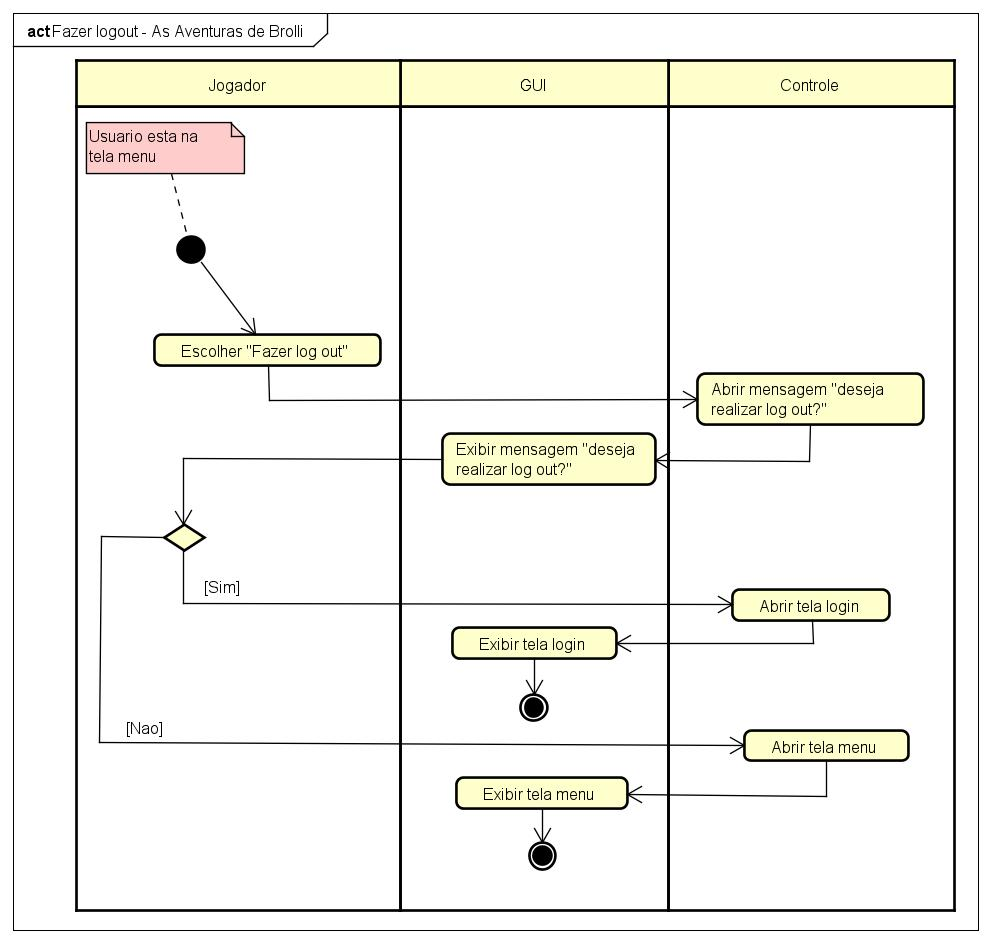 act Fazer logout - As Aventuras de Brolli
Jogador
GUI
Controle
Usuario esta na
tela menu
Escolher "Fazer log out"
Abrir mensagem "deseja
realizar log out?"
Exibir mensagem "deseja
realizar log out?"
[Sim]
Abrir tela login
Exibir tela login
[Nao]
Abrir tela menu
Exibir tela menu